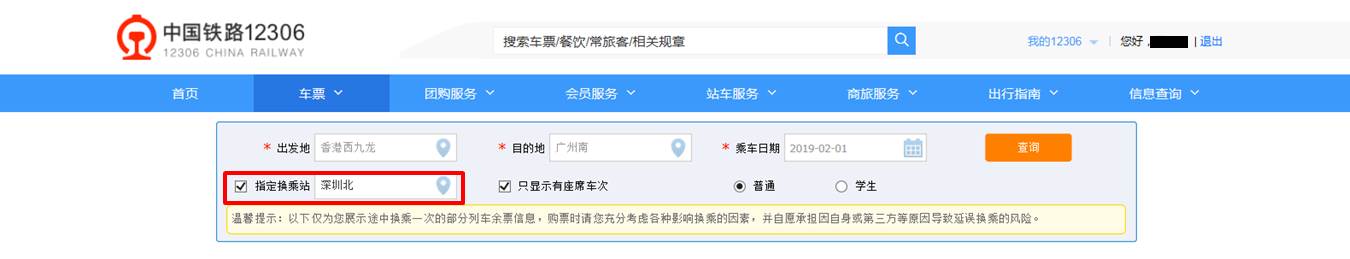 中国铁路12306
12306 CHINA RAILWAY
搜索车票/餐饮/常旅客/相关规章
我的12306 | 您好, | 退出
首页 车票 团购服务 会员服务 站车服务 商旅服务 出行指南 信息查询
* 出发地 香港西九龙 * 目的地 广州南 * 乘车日期 2019-02-01 查询
指定换乘站 深圳北 只显示有座席车次 普通 学生
温馨提示：以下仅为您展示途中换乘一次的部分列车余票信息，购票时请您充分考虑各种影响换乘的因素，并自愿承担因自身或第三方等原因导致延误换乘的风险。